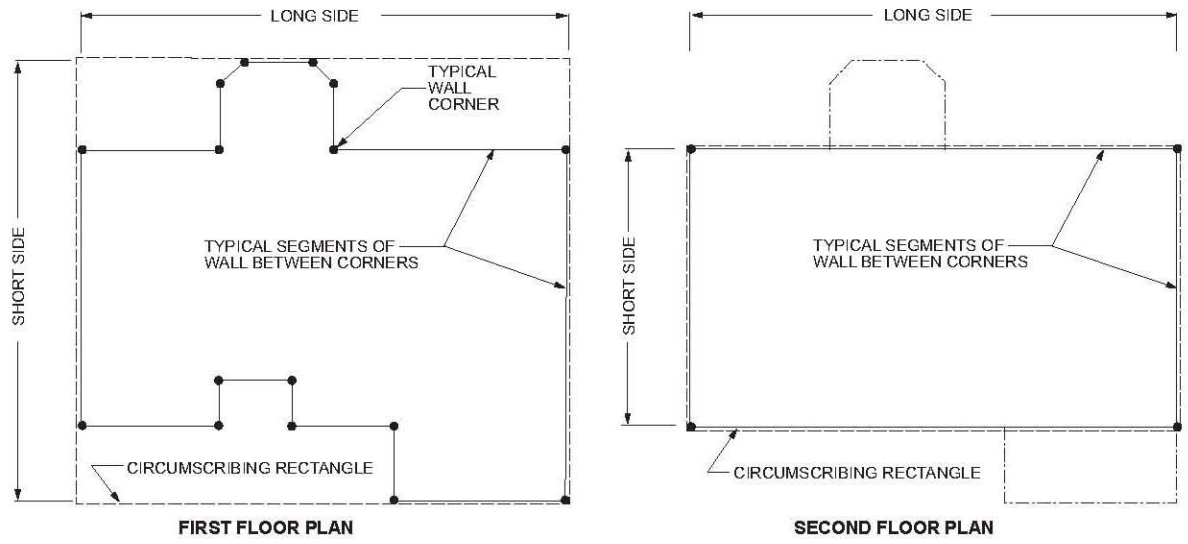 LONG SIDE
TYPICAL
WALL
CORNER
SHORT SIDE
TYPICAL SEGMENTS OF
WALL BETWEEN CORNERS
CIRCUMSCRIBING RECTANGLE
FIRST FLOOR PLAN
LONG SIDE
SHORT SIDE
TYPICAL SEGMENTS OF
WALL BETWEEN CORNERS
CIRCUMSCRIBING RECTANGLE
SECOND FLOOR PLAN